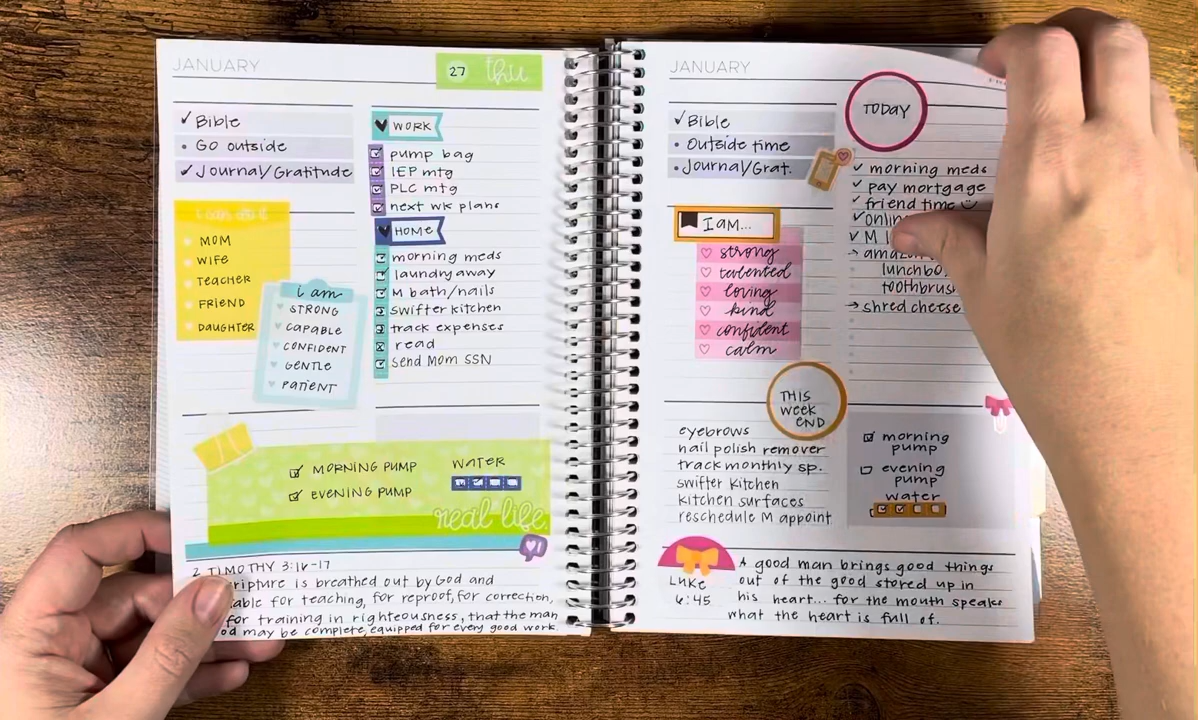 JANUARY
27 thu
✓ Bible
• Go outside
✓ Journal/Gratitude
MOM
WIFE
TEACHER
FRIEND
DAUGHTER
i am
STRONG
CAPABLE
CONFIDENT
GENTLE
PATIENT
WORK
pump bag
IEP mtg
PLC mtg
next wk plans
HOME
morning meds
laundry away
M bath/nails
swifter kitchen
track expenses
read
send Mom SSN
MORNING PUMP
EVENING PUMP
WATER
real life.
2 TIMOTHY 3:16-17
is breathed out by God and
for teaching, for reproof, for correction,
for training in righteousness, that the man
may be complete, equipped for every good work.
JANUARY
✓ Bible
• Outside time
• Journal/Grat.
I am...
strong
talented
loving
kind
confident
calm
TODAY
✓ morning meds
✓ pay mortgage
✓ friend time
✓
✓ M
→
→ shred cheese
THIS
week
END
eyebrows
nail polish remover
track monthly sp.
swifter kitchen
kitchen surfaces
reschedule M appoint
morning
pump
evening
pump
water
Luke
6:45
A good man brings good things
out of the good stored up in
his heart... for the mouth speaks
what the heart is full of.